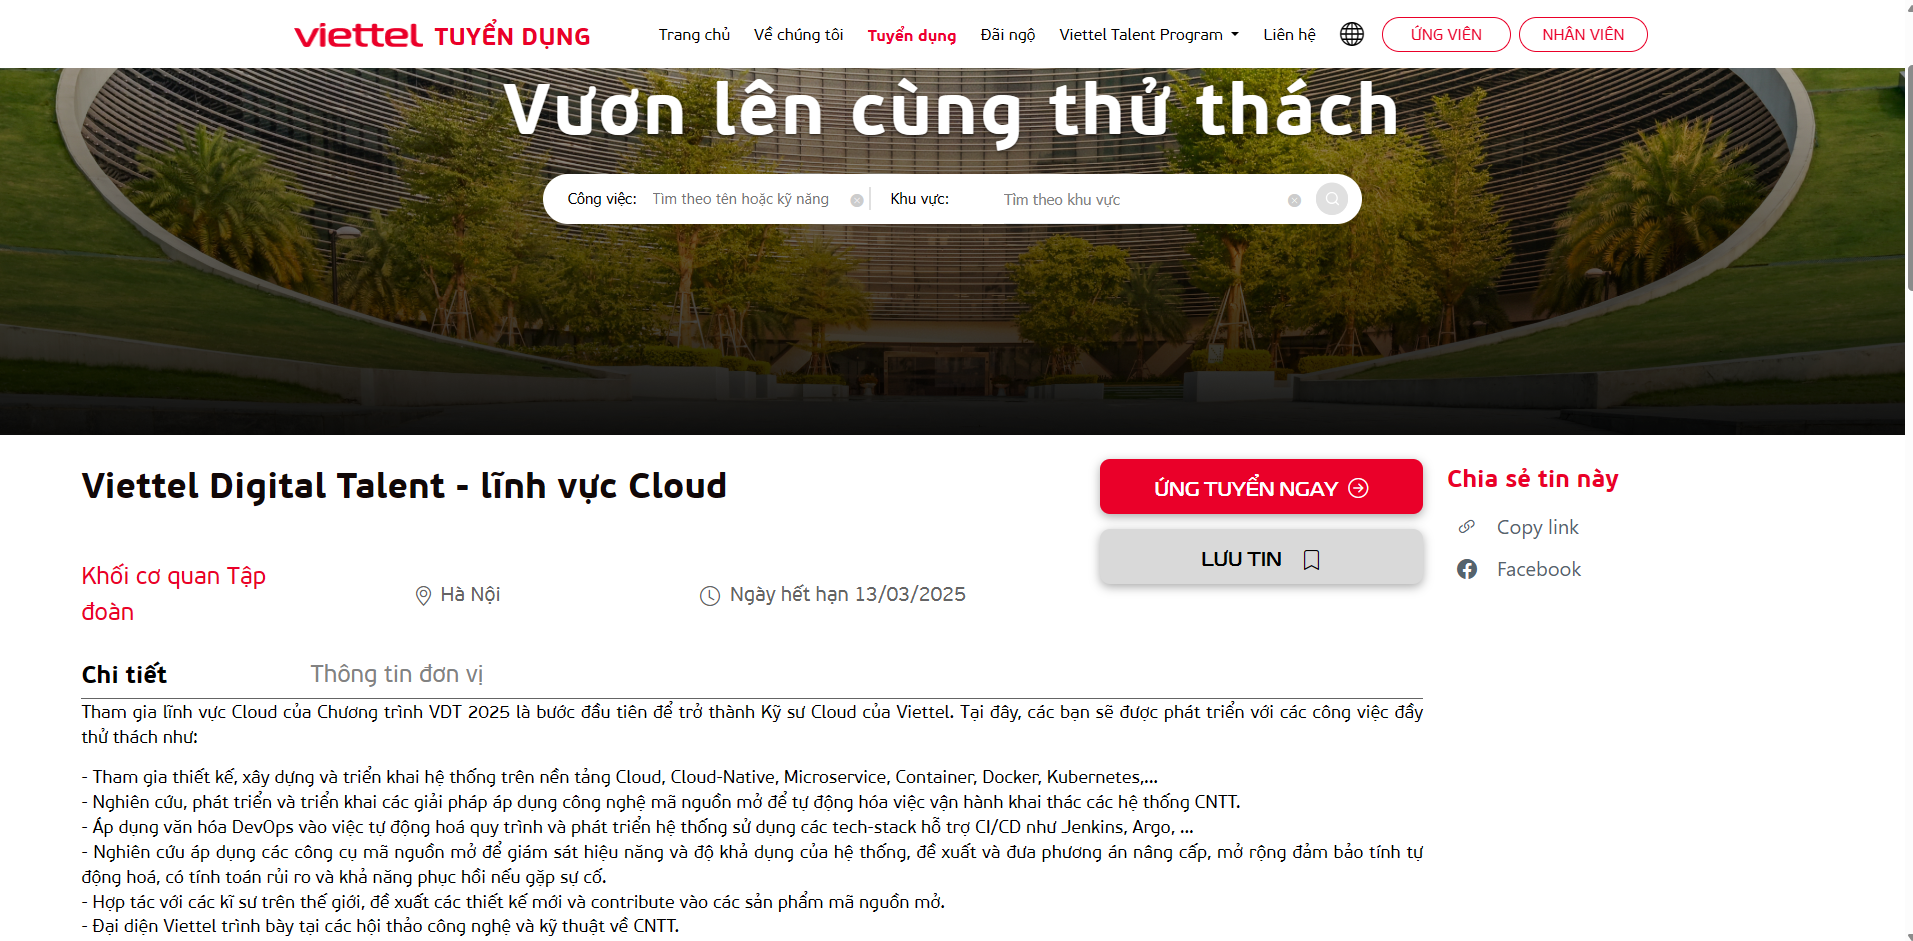 viettel TUYỂN DỤNG
Trang chủ
Về chúng tôi
Tuyển dụng
Đãi ngộ
Viettel Talent Program
Liên hệ
ỨNG VIÊN
NHÂN VIÊN
Vươn lên cùng thử thách
Công việc: Tìm theo tên hoặc kỹ năng
Khu vực: Tìm theo khu vực
Viettel Digital Talent - lĩnh vực Cloud
ỨNG TUYỂN NGAY
LƯU TIN
Chia sẻ tin này
Copy link
Facebook
Khối cơ quan Tập
đoàn
Hà Nội
Ngày hết hạn 13/03/2025
Chi tiết
Thông tin đơn vị
Tham gia lĩnh vực Cloud của Chương trình VDT 2025 là bước đầu tiên để trở thành Kỹ sư Cloud của Viettel. Tại đây, các bạn sẽ được phát triển với các công việc đầy
thử thách như:
- Tham gia thiết kế, xây dựng và triển khai hệ thống trên nền tảng Cloud, Cloud-Native, Microservice, Container, Docker, Kubernetes,...
- Nghiên cứu, phát triển và triển khai các giải pháp áp dụng công nghệ mã nguồn mở để tự động hóa việc vận hành khai thác các hệ thống CNTT.
- Áp dụng văn hóa DevOps vào việc tự động hoá quy trình và phát triển hệ thống sử dụng các tech-stack hỗ trợ CI/CD như Jenkins, Argo, ...
- Nghiên cứu áp dụng các công cụ mã nguồn mở để giám sát hiệu năng và độ khả dụng của hệ thống, đề xuất và đưa phương án nâng cấp, mở rộng đảm bảo tính tự
động hoá, có tính toán rủi ro và khả năng phục hồi nếu gặp sự cố.
- Hợp tác với các kĩ sư trên thế giới, đề xuất các thiết kế mới và contribute vào các sản phẩm mã nguồn mở.
- Đại diện Viettel trình bày tại các hội thảo công nghệ và kỹ thuật về CNTT.